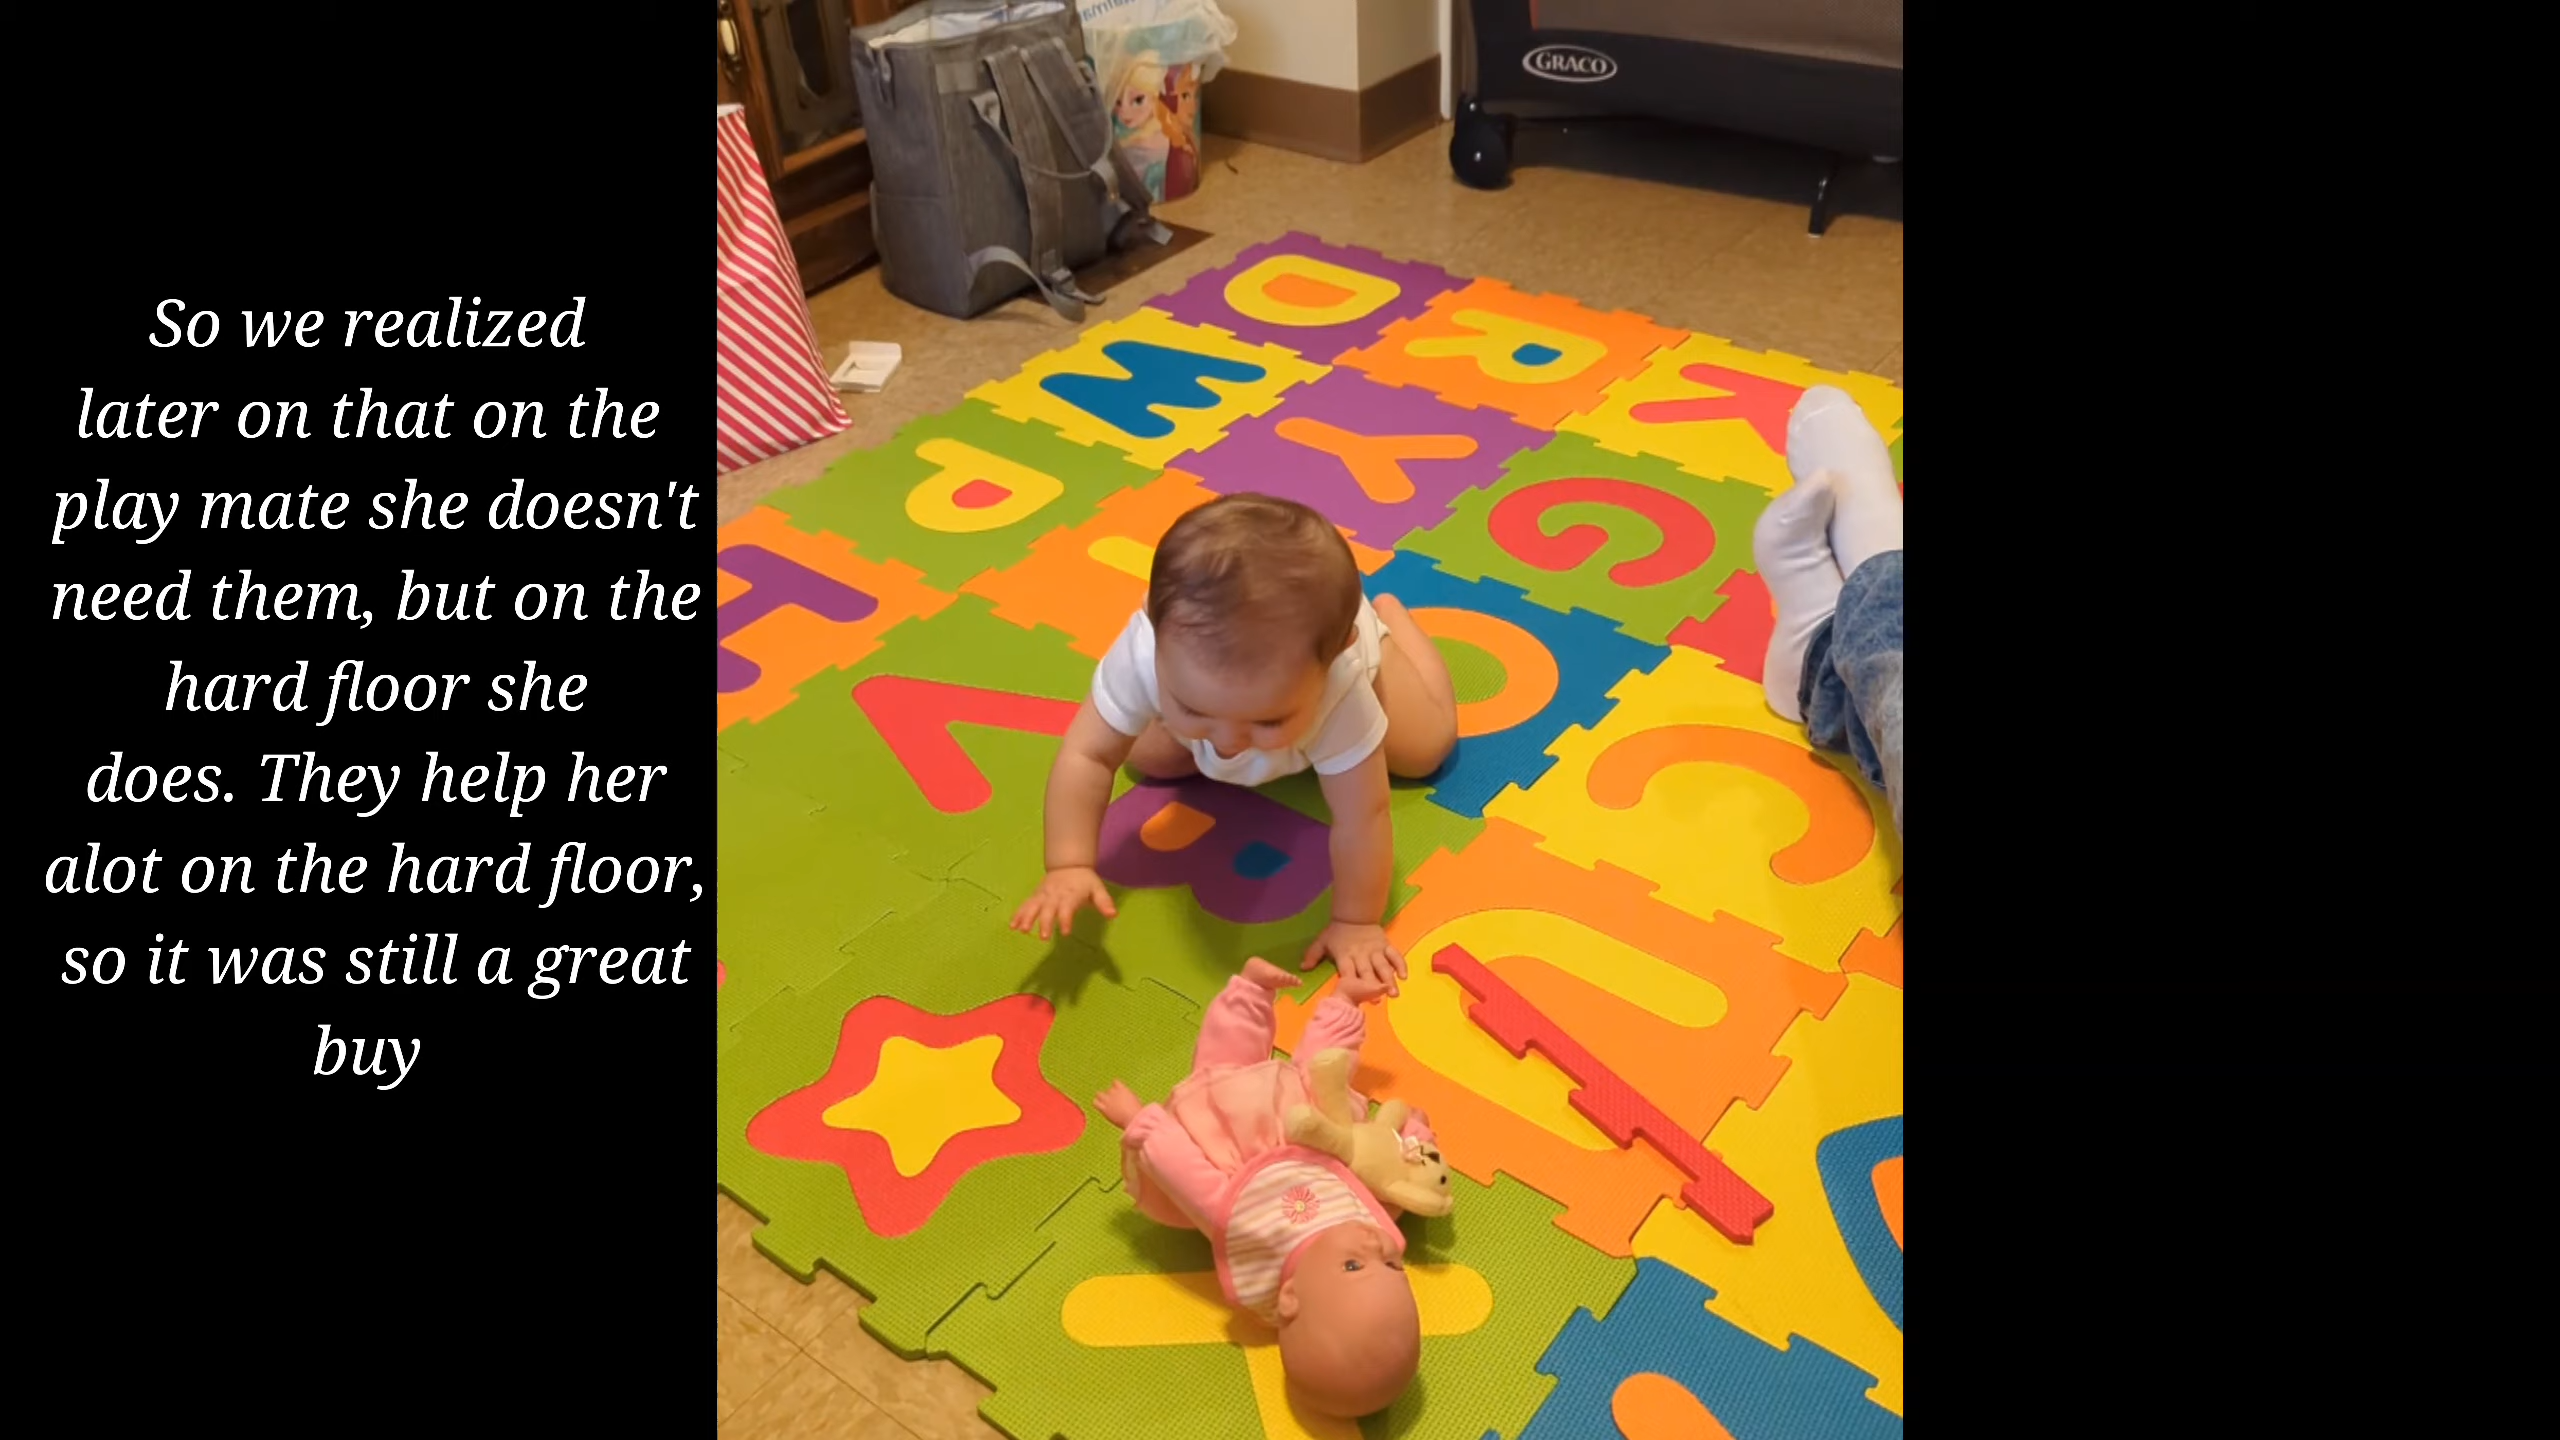 So we realized
later on that on the
play mate she doesn't
need them, but on the
hard floor she
does. They help her
alot on the hard floor,
so it was still a great
buy
GRACO
D
R
K
W
Y
P
G
H
V
O
C
B
U
X